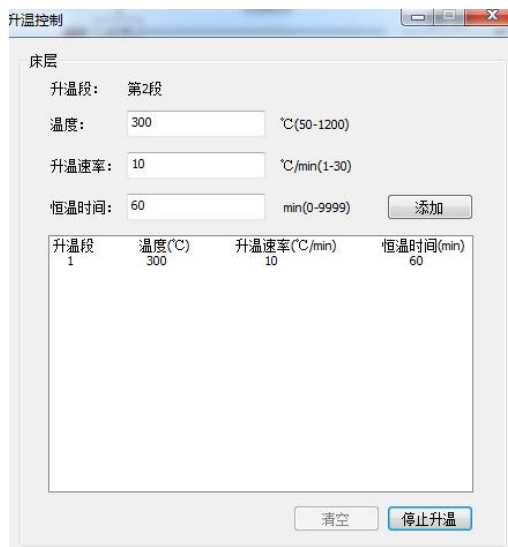 升温控制
床层
升温段: 第2段
温度: 300 ℃(50-1200)
升温速率: 10 ℃/min(1-30)
恒温时间: 60 min(0-9999) 添加
升温段 温度(℃) 升温速率(℃/min) 恒温时间(min)
1 300 10 60
清空 停止升温